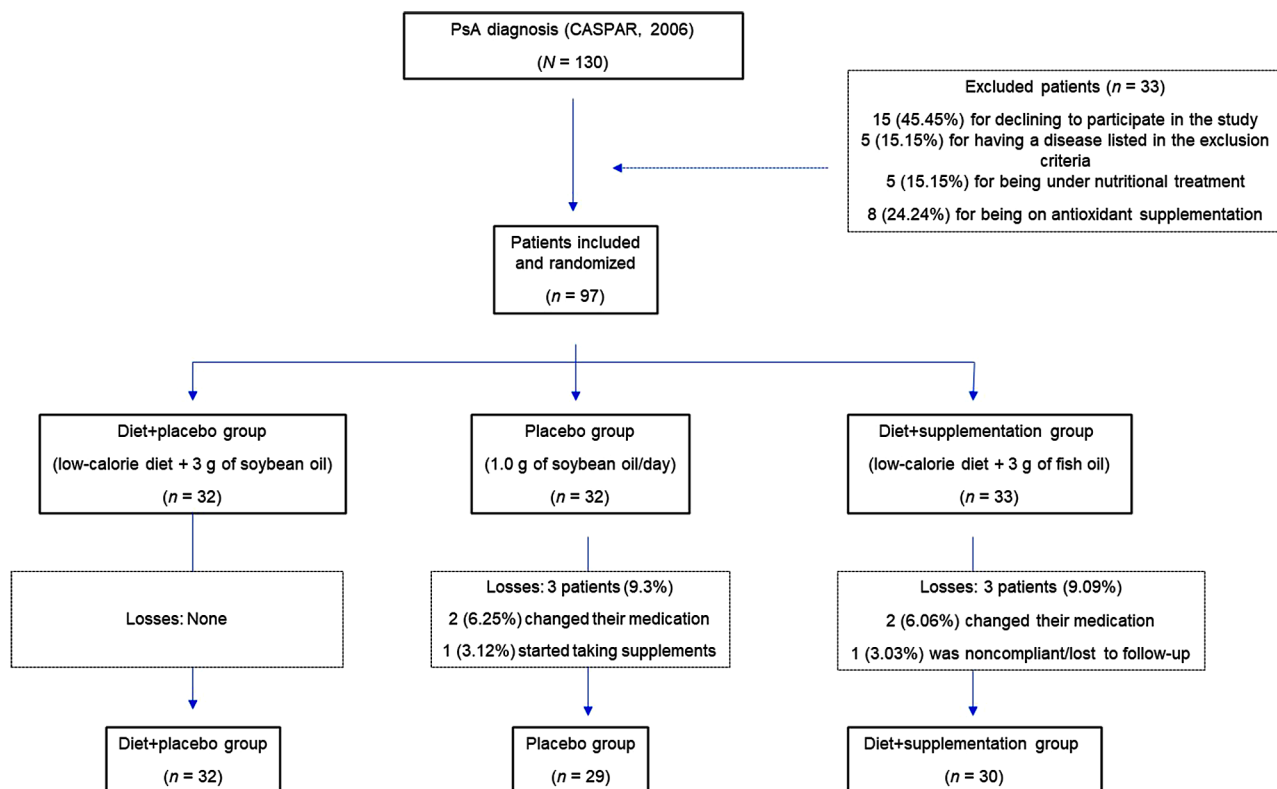 PsA diagnosis (CASPAR, 2006)
(N = 130)
Excluded patients (n = 33)
15 (45.45%) for declining to participate in the study
5 (15.15%) for having a disease listed in the exclusion
criteria
5 (15.15%) for being under nutritional treatment
8 (24.24%) for being on antioxidant supplementation
Patients included
and randomized
(n = 97)
Diet+placebo group
(low-calorie diet + 3 g of soybean oil)
(n = 32)
Placebo group
(1.0 g of soybean oil/day)
(n = 32)
Diet+supplementation group
(low-calorie diet + 3 g of fish oil)
(n = 33)
Losses: None
Losses: 3 patients (9.3%)
2 (6.25%) changed their medication
1 (3.12%) started taking supplements
Losses: 3 patients (9.09%)
2 (6.06%) changed their medication
1 (3.03%) was noncompliant/lost to follow-up
Diet+placebo group
(n = 32)
Placebo group
(n = 29)
Diet+supplementation group
(n = 30)